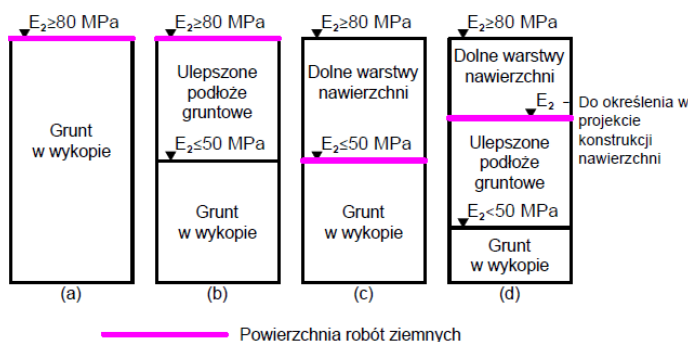 E₂≥80 MPa
Grunt
w wykopie
(a)
E₂≥80 MPa
Ulepszone
podłoże
gruntowe
E₂≤50 MPa
Grunt
w wykopie
(b)
E₂≥80 MPa
Dolne warstwy
nawierzchni
E₂≤50 MPa
Grunt
w wykopie
(c)
E₂≥80 MPa
Dolne warstwy
nawierzchni
E₂ – Do określenia w
projekcie
konstrukcji
nawierzchni
Ulepszone
podłoże
gruntowe
E₂<50 MPa
Grunt
w wykopie
(d)
Powierzchnia robót ziemnych